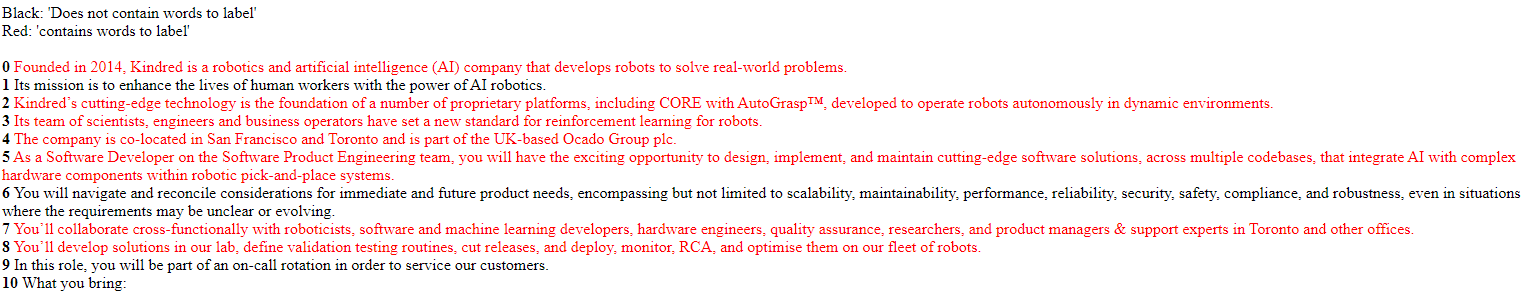 Black: 'Does not contain words to label'
Red: 'contains words to label'
0 Founded in 2014, Kindred is a robotics and artificial intelligence (AI) company that develops robots to solve real-world problems.
1 Its mission is to enhance the lives of human workers with the power of AI robotics.
2 Kindred’s cutting-edge technology is the foundation of a number of proprietary platforms, including CORE with AutoGrasp™, developed to operate robots autonomously in dynamic environments.
3 Its team of scientists, engineers and business operators have set a new standard for reinforcement learning for robots.
4 The company is co-located in San Francisco and Toronto and is part of the UK-based Ocado Group plc.
5 As a Software Developer on the Software Product Engineering team, you will have the exciting opportunity to design, implement, and maintain cutting-edge software solutions, across multiple codebases, that integrate AI with complex
hardware components within robotic pick-and-place systems.
6 You will navigate and reconcile considerations for immediate and future product needs, encompassing but not limited to scalability, maintainability, performance, reliability, security, safety, compliance, and robustness, even in situations
where the requirements may be unclear or evolving.
7 You’ll collaborate cross-functionally with roboticists, software and machine learning developers, hardware engineers, quality assurance, researchers, and product managers & support experts in Toronto and other offices.
8 You’ll develop solutions in our lab, define validation testing routines, cut releases, and deploy, monitor, RCA, and optimise them on our fleet of robots.
9 In this role, you will be part of an on-call rotation in order to service our customers.
10 What you bring: